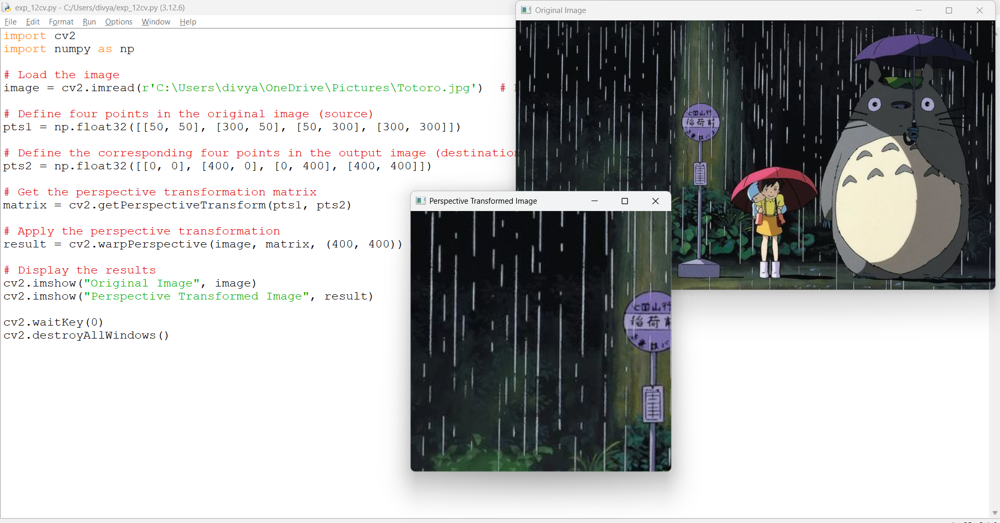 exp_12cv.py - C:/Users/divya/exp_12cv.py (3.12.6)
File Edit Format Run Options Window Help
import cv2
import numpy as np
# Load the image
image = cv2.imread(r'C:\Users\divya\OneDrive\Pictures\Totoro.jpg')  #
# Define four points in the original image (source)
pts1 = np.float32([[50, 50], [300, 50], [50, 300], [300, 300]])
# Define the corresponding four points in the output image (destination
pts2 = np.float32([[0, 0], [400, 0], [0, 400], [400, 400]])
# Get the perspective transformation matrix
matrix = cv2.getPerspectiveTransform(pts1, pts2)
# Apply the perspective transformation
result = cv2.warpPerspective(image, matrix, (400, 400))
# Display the results
cv2.imshow("Original Image", image)
cv2.imshow("Perspective Transformed Image", result)
cv2.waitKey(0)
cv2.destroyAllWindows()
Original Image
七国山行
稲荷前
Perspective Transformed Image
七国山行
稲荷前